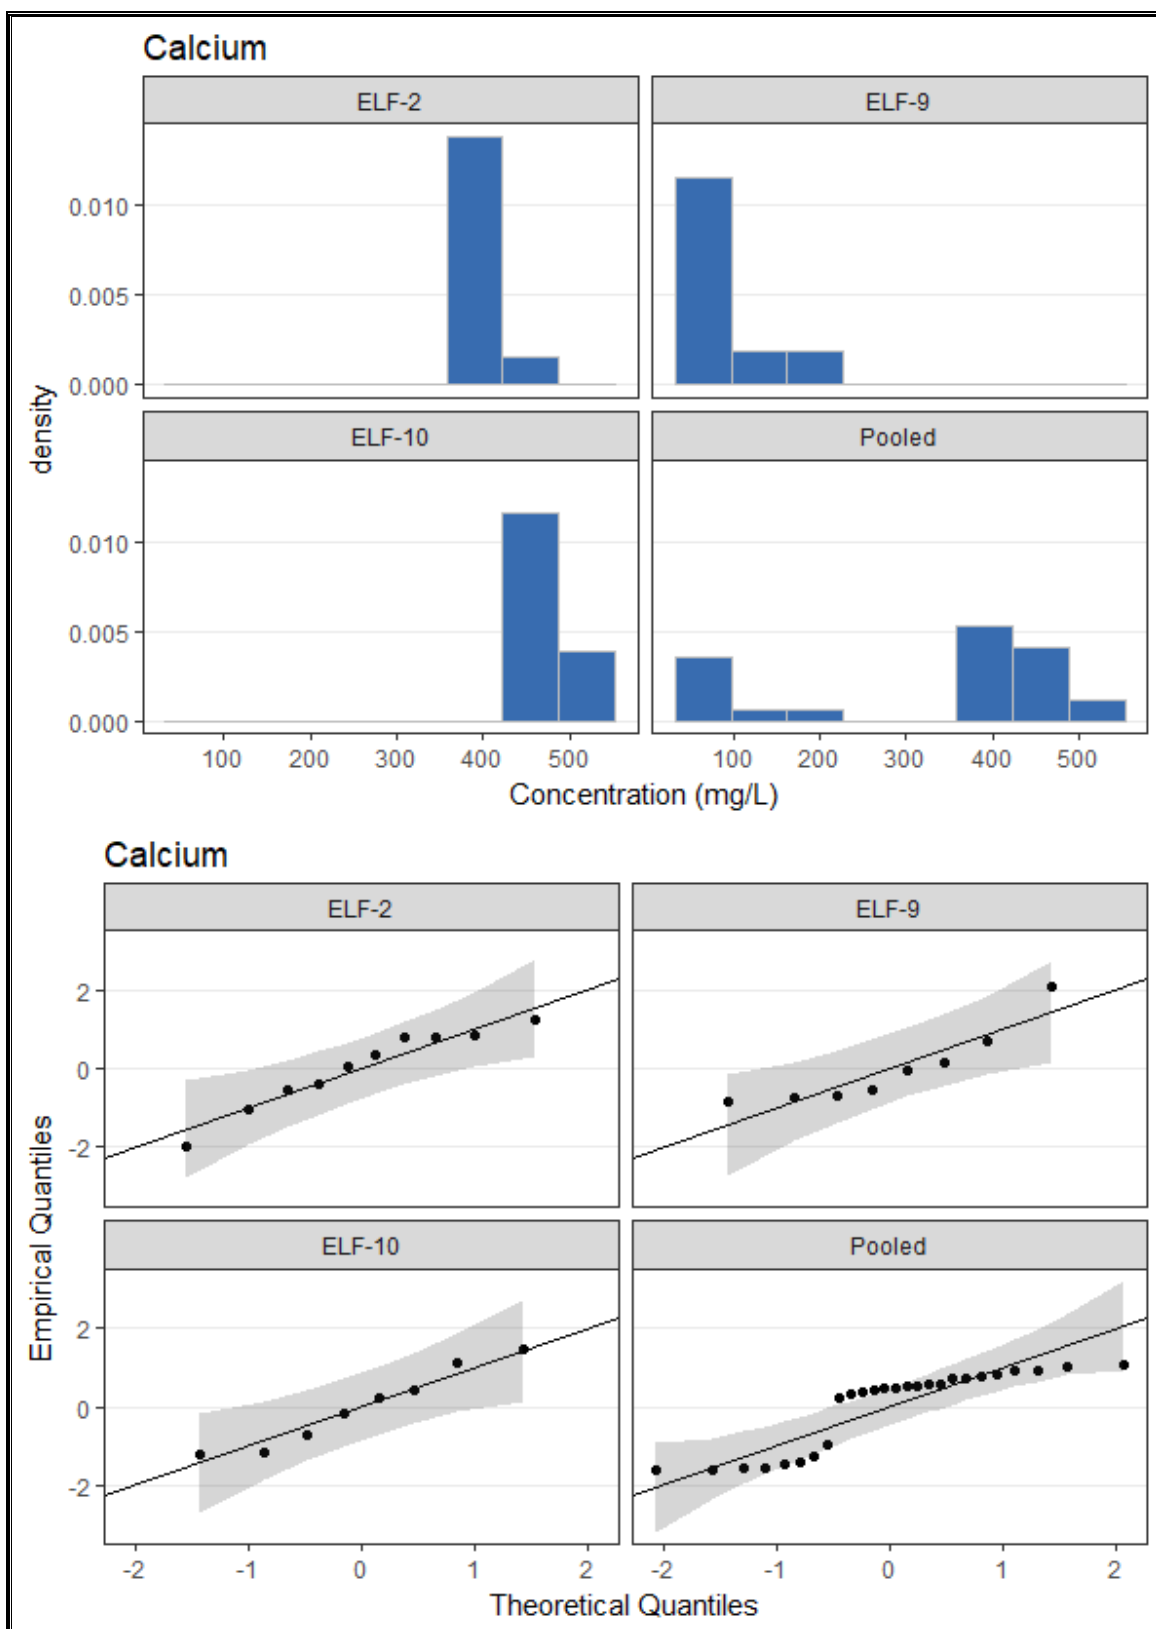 Calcium
ELF-2 ELF-9
0.010
0.005
0.000
density
ELF-10 Pooled
0.010
0.005
0.000
100 200 300 400 500 100 200 300 400 500
Concentration (mg/L)
Calcium
ELF-2 ELF-9
2
0
-2
Empirical Quantiles
ELF-10 Pooled
2
0
-2
-2 -1 0 1 2 -2 -1 0 1 2
Theoretical Quantiles